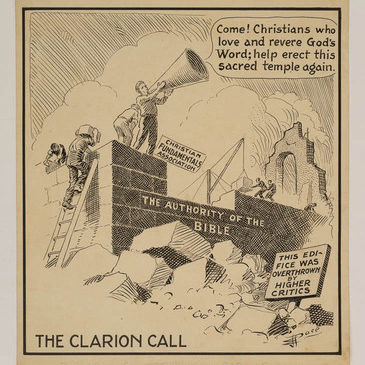 Come! Christians who
love and revere God's
Word; help erect this
sacred temple again.
CHRISTIAN
FUNDAMENTALS
ASSOCIATION
THE AUTHORITY OF THE
BIBLE
THIS EDI-
FICE WAS
OVERTHROWN
BY
HIGHER
CRITICS
Pace
THE CLARION CALL